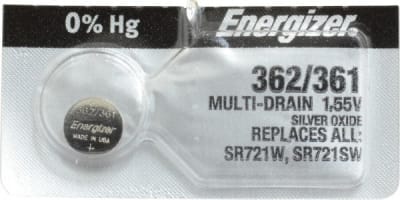 0% Hg
Energizer
362/361
MULTI-DRAIN 1,55V
SILVER OXIDE
REPLACES ALL:
SR721W, SR721SW
362/361
Energizer
MADE IN USA